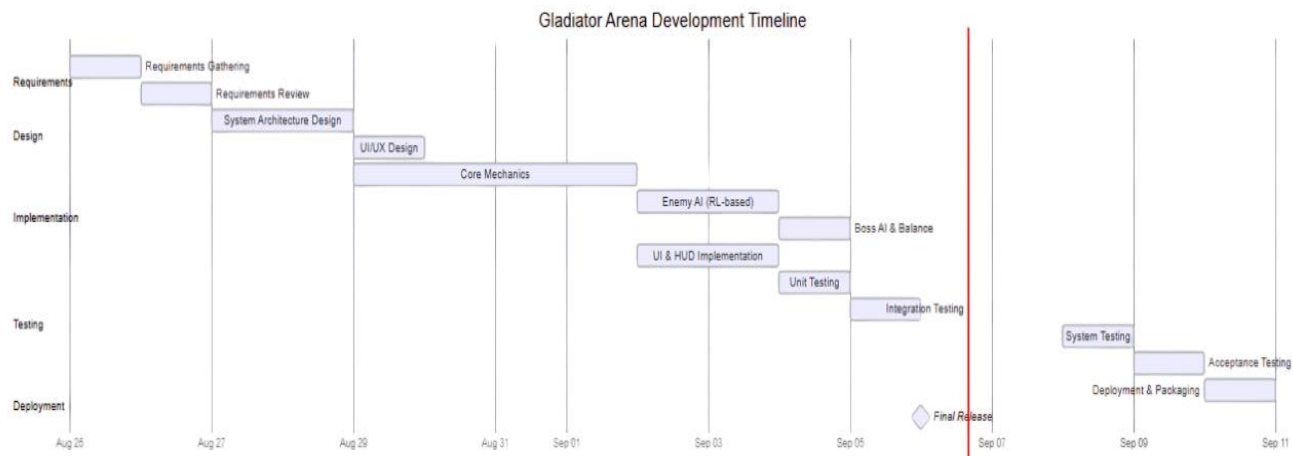 Gladiator Arena Development Timeline
Requirements
Requirements Gathering
Requirements Review
Design
System Architecture Design
UI/UX Design
Implementation
Core Mechanics
Enemy AI (RL-based)
Boss AI & Balance
UI & HUD Implementation
Testing
Unit Testing
Integration Testing
System Testing
Acceptance Testing
Deployment
Deployment & Packaging
Final Release
Aug 25 Aug 27 Aug 29 Aug 31 Sep 01 Sep 03 Sep 05 Sep 07 Sep 09 Sep 11